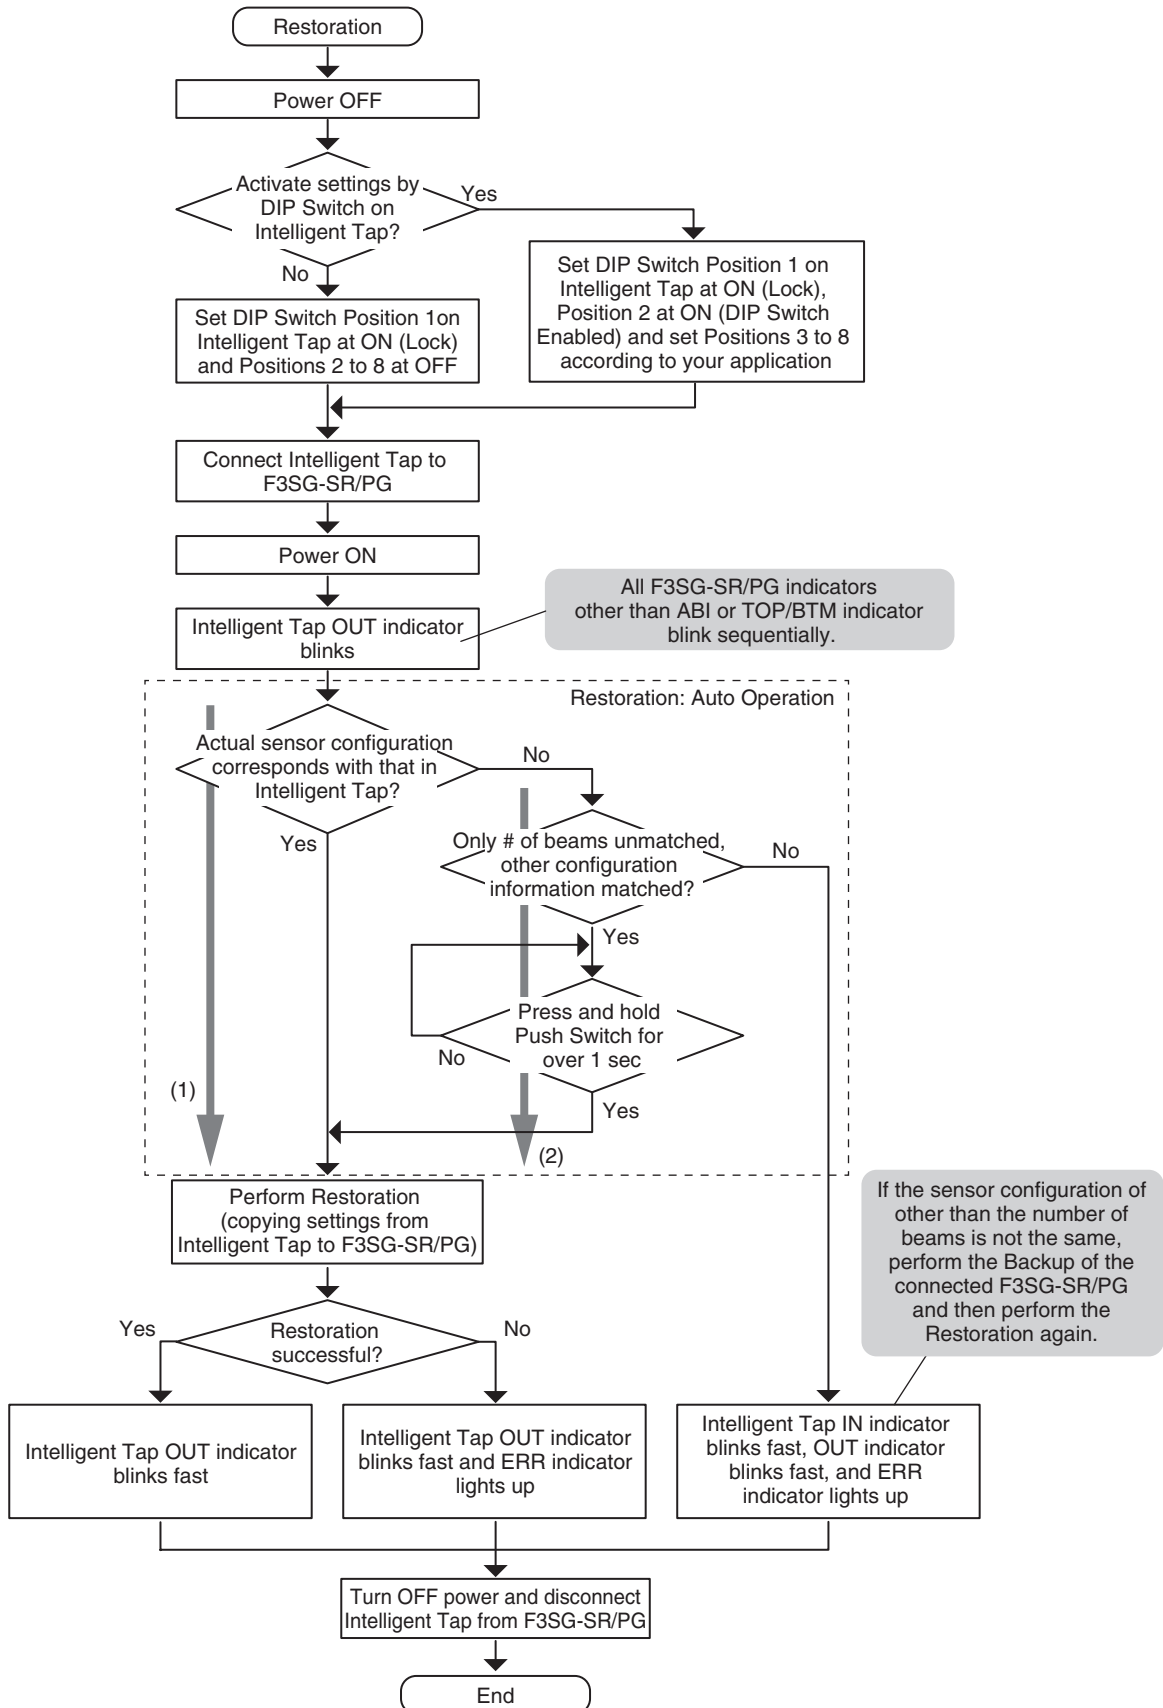 Restoration
Power OFF
Activate settings by
DIP Switch on
Intelligent Tap?
Yes
No
Set DIP Switch Position 1 on
Intelligent Tap at ON (Lock),
Position 2 at ON (DIP Switch
Enabled) and set Positions 3 to 8
according to your application
Set DIP Switch Position 1on
Intelligent Tap at ON (Lock)
and Positions 2 to 8 at OFF
Connect Intelligent Tap to
F3SG-SR/PG
Power ON
Intelligent Tap OUT indicator
blinks
All F3SG-SR/PG indicators
other than ABI or TOP/BTM indicator
blink sequentially.
Restoration: Auto Operation
Actual sensor configuration
corresponds with that in
Intelligent Tap?
No
Yes
Only # of beams unmatched,
other configuration
information matched?
No
Yes
Press and hold
Push Switch for
over 1 sec
No
Yes
(1)
(2)
Perform Restoration
(copying settings from
Intelligent Tap to F3SG-SR/PG)
If the sensor configuration of
other than the number of
beams is not the same,
perform the Backup of the
connected F3SG-SR/PG
and then perform the
Restoration again.
Restoration
successful?
Yes
No
Intelligent Tap OUT indicator
blinks fast
Intelligent Tap OUT indicator
blinks fast and ERR indicator
lights up
Intelligent Tap IN indicator
blinks fast, OUT indicator
blinks fast, and ERR
indicator lights up
Turn OFF power and disconnect
Intelligent Tap from F3SG-SR/PG
End